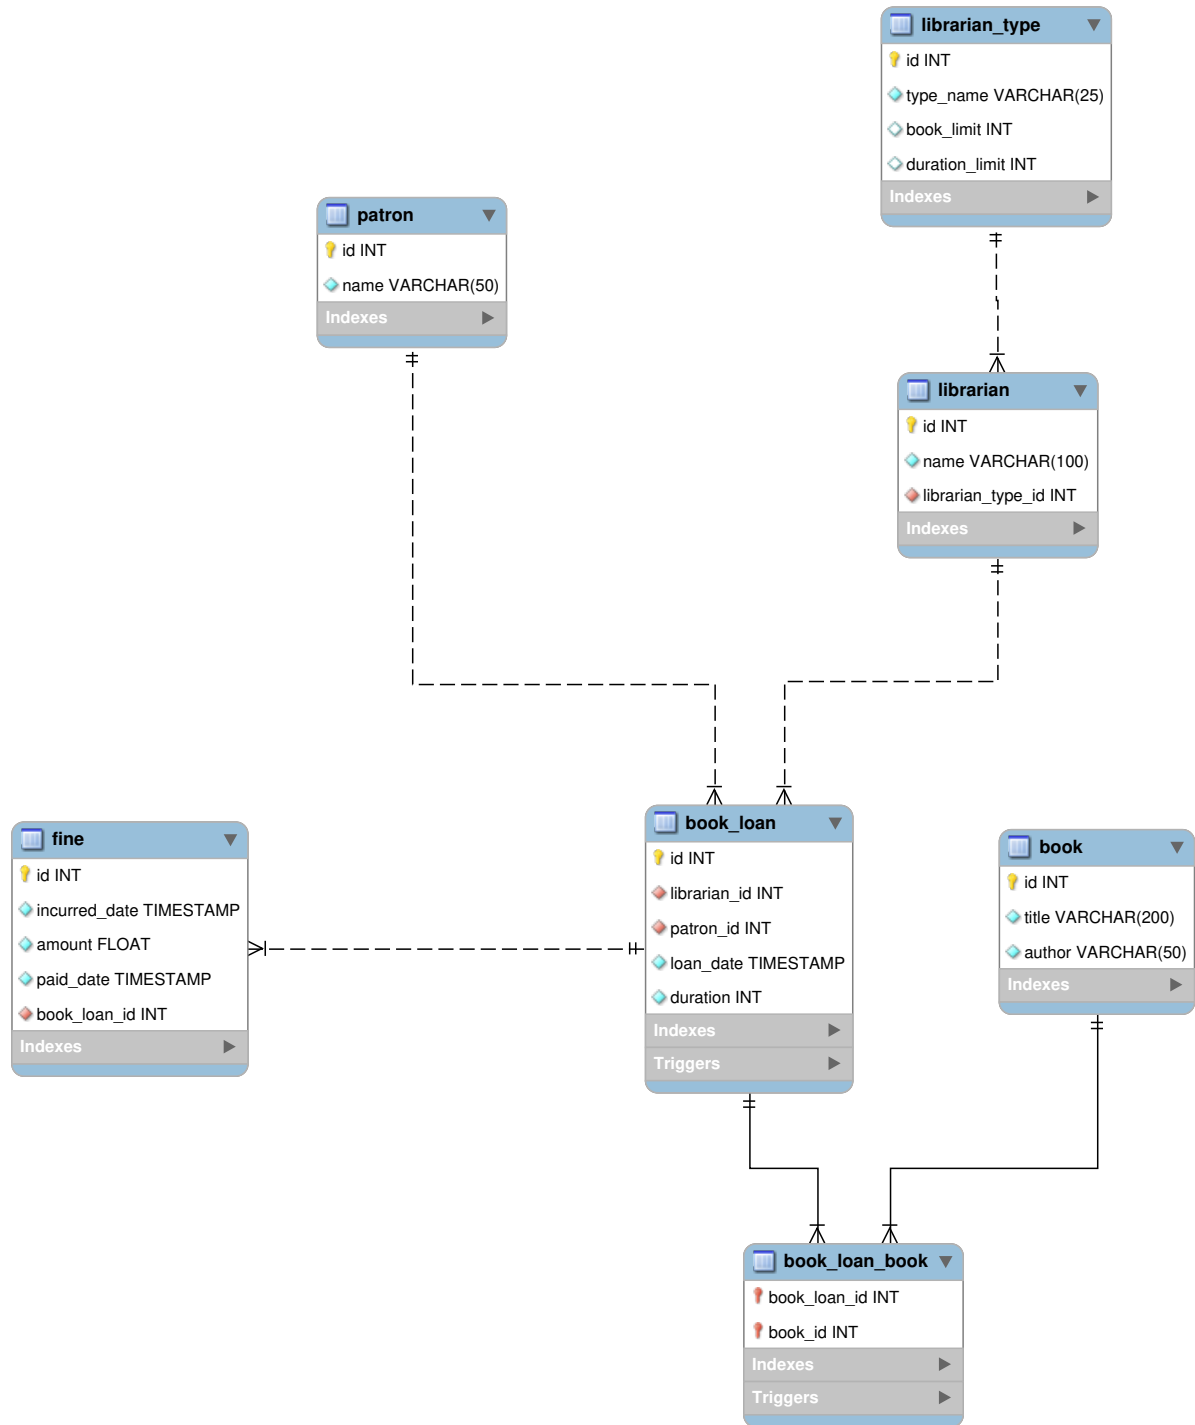 librarian_type
id INT
type_name VARCHAR(25)
book_limit INT
duration_limit INT
Indexes
patron
id INT
name VARCHAR(50)
Indexes
librarian
id INT
name VARCHAR(100)
librarian_type_id INT
Indexes
fine
id INT
incurred_date TIMESTAMP
amount FLOAT
paid_date TIMESTAMP
book_loan_id INT
Indexes
book_loan
id INT
librarian_id INT
patron_id INT
loan_date TIMESTAMP
duration INT
Indexes
Triggers
book
id INT
title VARCHAR(200)
author VARCHAR(50)
Indexes
book_loan_book
book_loan_id INT
book_id INT
Indexes
Triggers